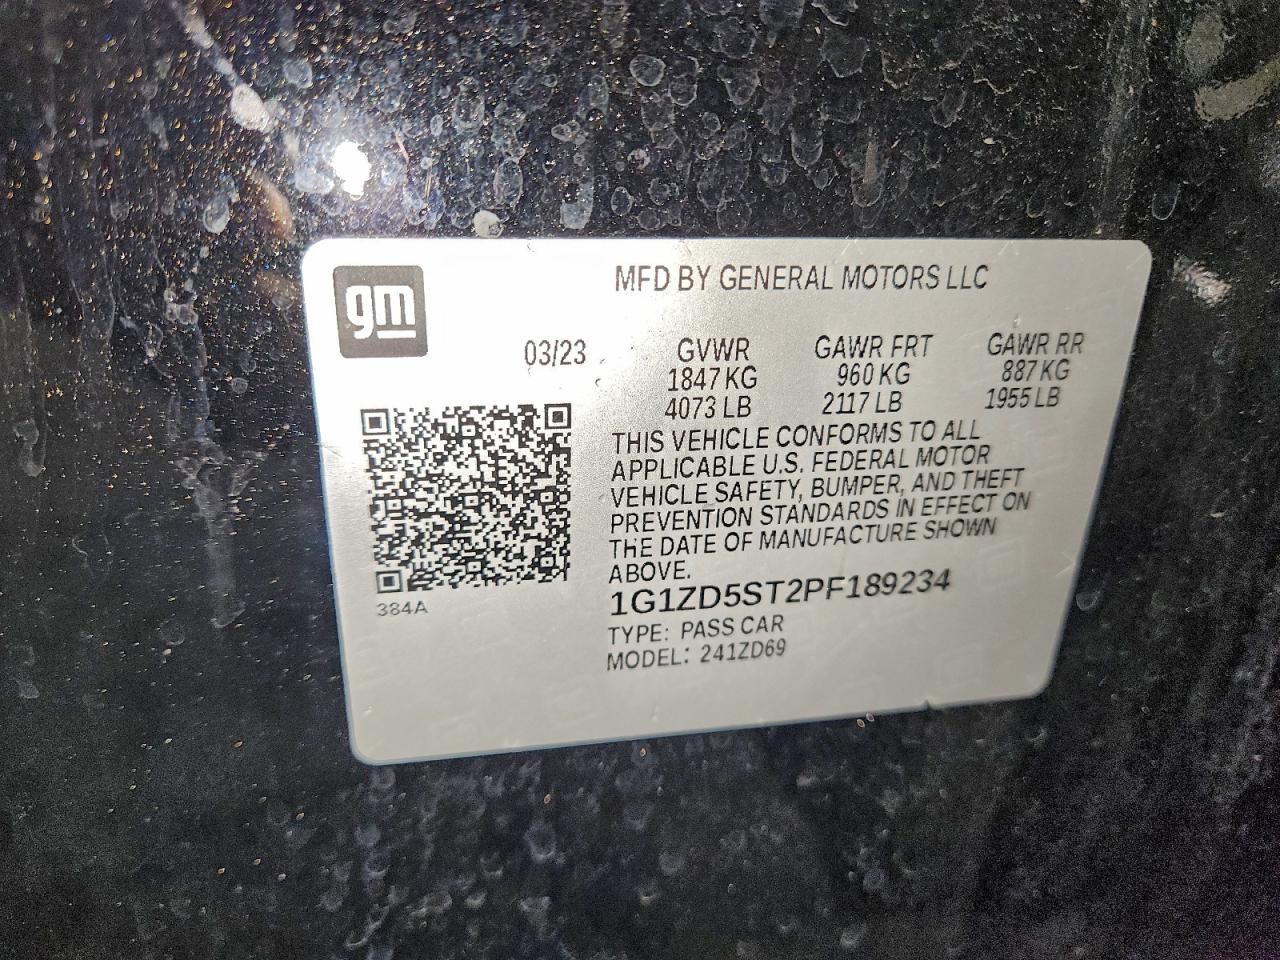 gm
MFD BY GENERAL MOTORS LLC
03/23 GVWR GAWR FRT GAWR RR
1847 KG 960 KG 887 KG
4073 LB 2117 LB 1955 LB
THIS VEHICLE CONFORMS TO ALL
APPLICABLE U.S. FEDERAL MOTOR
VEHICLE SAFETY, BUMPER, AND THEFT
PREVENTION STANDARDS IN EFFECT ON
THE DATE OF MANUFACTURE SHOWN
ABOVE.
1G1ZD5ST2PF189234
384A
TYPE: PASS CAR
MODEL: 241ZD69